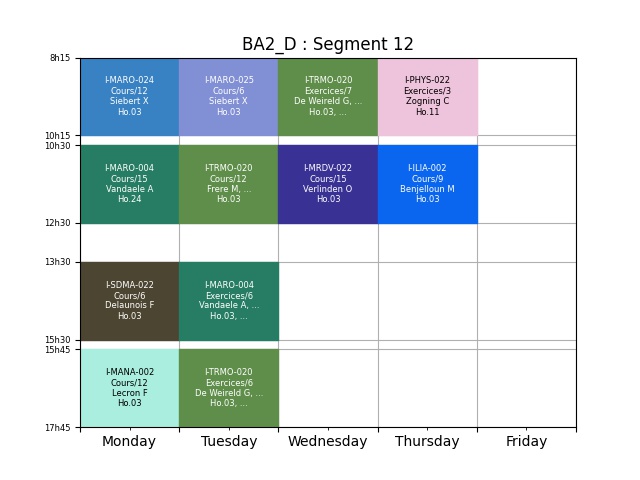 BA2_D : Segment 12
8h15
I-MARO-024
Cours/12
Siebert X
Ho.03
I-MARO-025
Cours/6
Siebert X
Ho.03
I-TRMO-020
Exercices/7
De Weireld G, ...
Ho.03, ...
I-PHYS-022
Exercices/3
Zogning C
Ho.11
10h15
10h30
I-MARO-004
Cours/15
Vandaele A
Ho.24
I-TRMO-020
Cours/12
Frere M, ...
Ho.03
I-MRDV-022
Cours/15
Verlinden O
Ho.03
I-ILIA-002
Cours/9
Benjelloun M
Ho.03
12h30
13h30
I-SDMA-022
Cours/6
Delaunois F
Ho.03
I-MARO-004
Exercices/6
Vandaele A, ...
Ho.03, ...
15h30
15h45
I-MANA-002
Cours/12
Lecron F
Ho.03
I-TRMO-020
Exercices/6
De Weireld G, ...
Ho.03, ...
17h45
Monday
Tuesday
Wednesday
Thursday
Friday